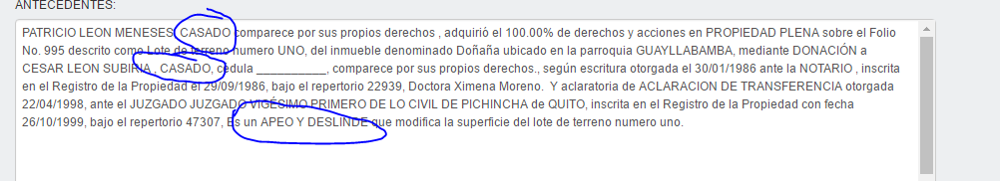 ANTECEDENTES:
PATRICIO LEON MENESES, CASADO comparece por sus propios derechos , adquirió el 100.00% de derechos y acciones en PROPIEDAD PLENA sobre el Folio
No. 995 descrito como Lote de terreno numero UNO, del inmueble denominado Doñaña ubicado en la parroquia GUAYLLABAMBA, mediante DONACIÓN a
CESAR LEON SUBIRIA , CASADO, cedula ___________, comparece por sus propios derechos., según escritura otorgada el 30/01/1986 ante la NOTARIO , inscrita
en el Registro de la Propiedad el 29/09/1986, bajo el repertorio 22939, Doctora Ximena Moreno. Y aclaratoria de ACLARACION DE TRANSFERENCIA otorgada
22/04/1998, ante el JUZGADO JUZGADO VIGÉSIMO PRIMERO DE LO CIVIL DE PICHINCHA de QUITO, inscrita en el Registro de la Propiedad con fecha
26/10/1999, bajo el repertorio 47307, Es un APEO Y DESLINDE que modifica la superficie del lote de terreno numero uno.